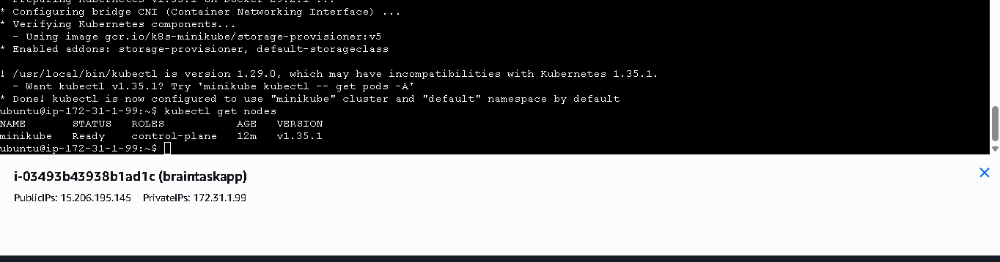 * Configuring bridge CNI (Container Networking Interface) ...
* Verifying Kubernetes components...
  - Using image gcr.io/k8s-minikube/storage-provisioner:v5
* Enabled addons: storage-provisioner, default-storageclass
! /usr/local/bin/kubectl is version 1.29.0, which may have incompatibilities with Kubernetes 1.35.1.
  - Want kubectl v1.35.1? Try 'minikube kubectl -- get pods -A'
* Done! kubectl is now configured to use "minikube" cluster and "default" namespace by default
ubuntu@ip-172-31-1-99:~$ kubectl get nodes
NAME       STATUS   ROLES           AGE   VERSION
minikube   Ready    control-plane   12m   v1.35.1
ubuntu@ip-172-31-1-99:~$
i-03493b43938b1ad1c (braintaskapp)
PublicIPs: 15.206.195.145    PrivateIPs: 172.31.1.99